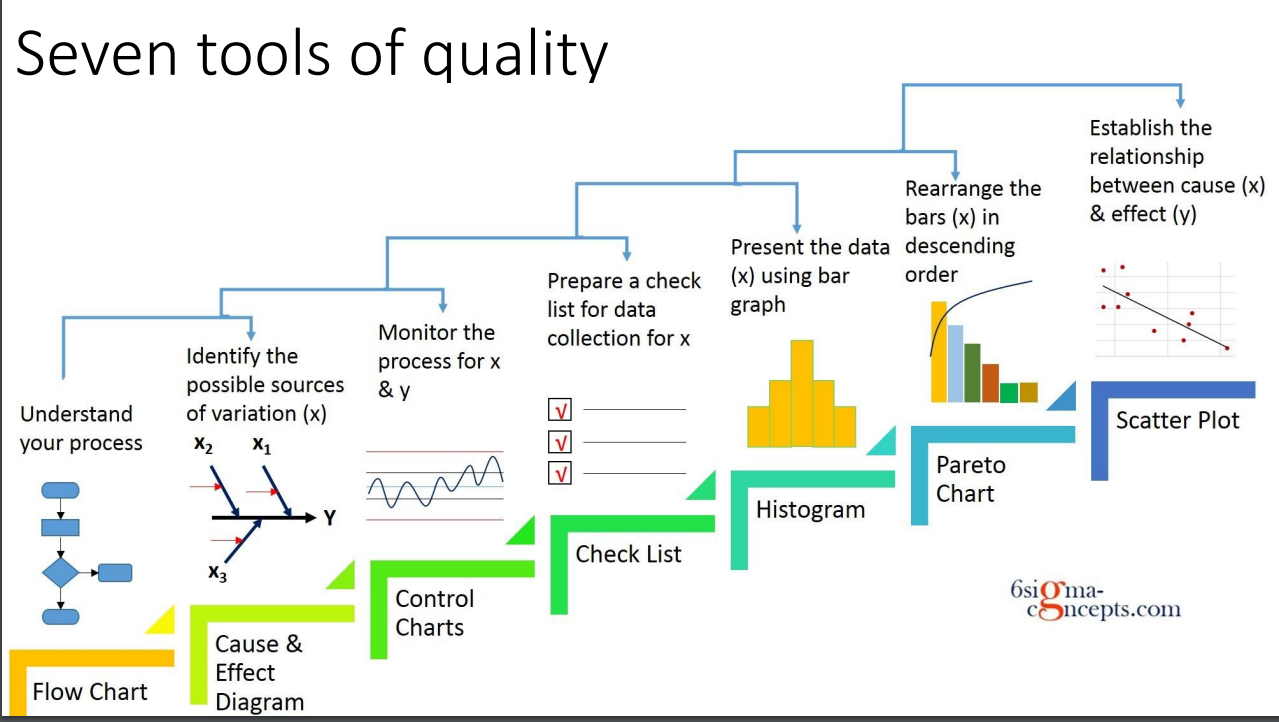 Seven tools of quality
Understand
your process
Flow Chart
Identify the
possible sources
of variation (x)
x2 x1
Y
x3
Cause &
Effect
Diagram
Monitor the
process for x
& y
Control
Charts
Prepare a check
list for data
collection for x
√
√
√
Check List
Present the data
(x) using bar
graph
Histogram
Rearrange the
bars (x) in
descending
order
Pareto
Chart
Establish the
relationship
between cause (x)
& effect (y)
Scatter Plot
6sigma-
concepts.com